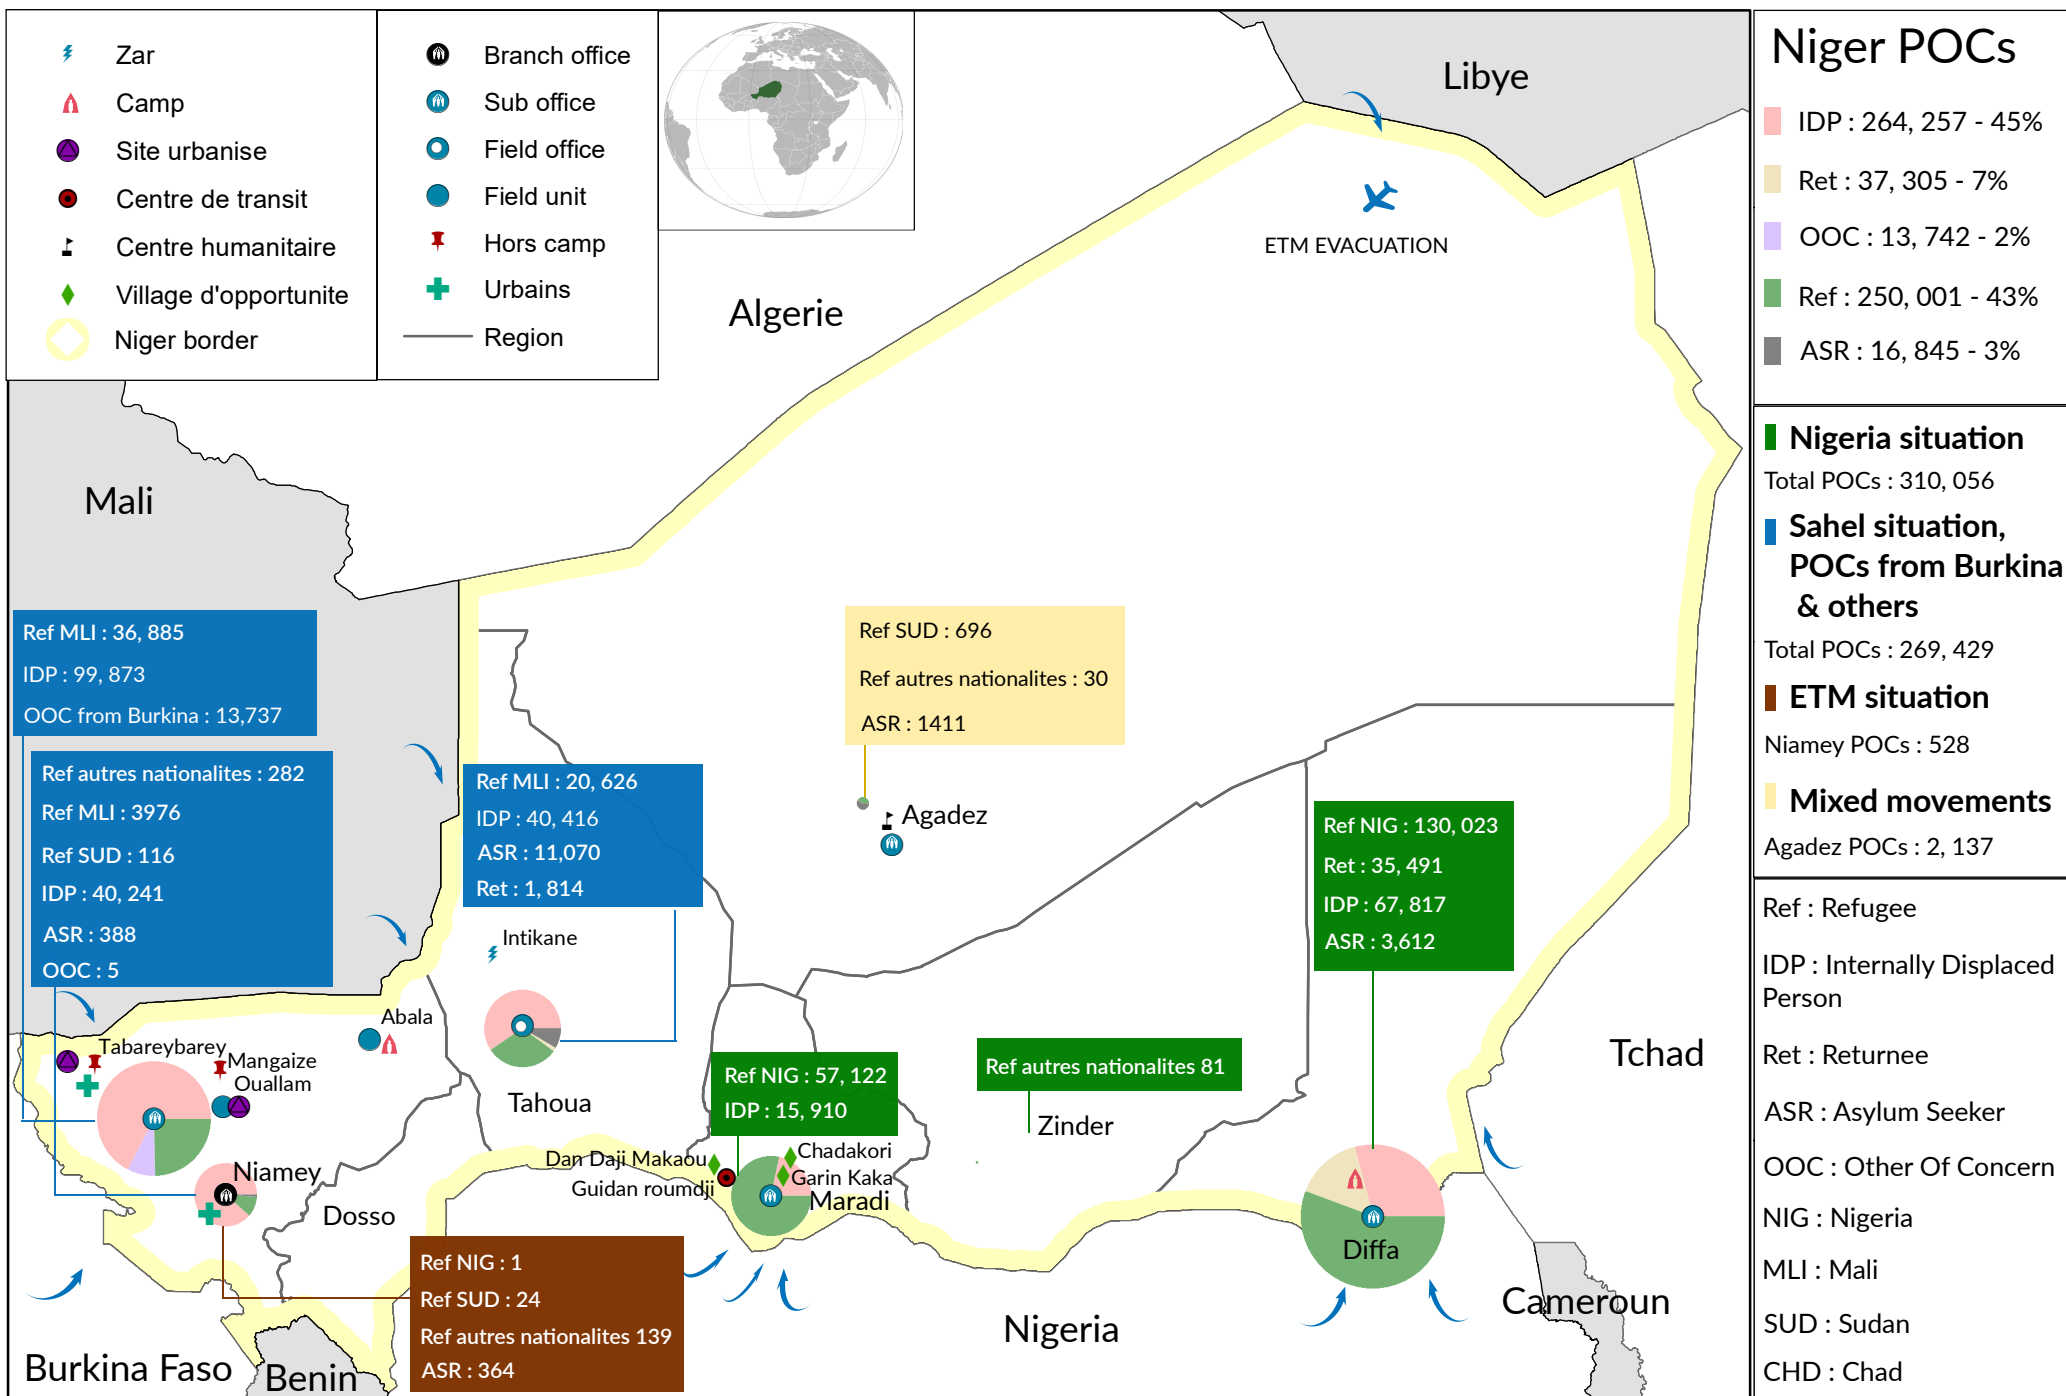 Zar
Camp
Site urbanise
Centre de transit
Centre humanitaire
Village d'opportunite
Niger border
Branch office
Sub office
Field office
Field unit
Hors camp
Urbains
Region
Libye
ETM EVACUATION
Algerie
Mali
Ref MLI : 36, 885
IDP : 99, 873
OOC from Burkina : 13,737
Ref autres nationalites : 282
Ref MLI : 3976
Ref SUD : 116
IDP : 40, 241
ASR : 388
OOC : 5
Ref MLI : 20, 626
IDP : 40, 416
ASR : 11,070
Ret : 1, 814
Ref SUD : 696
Ref autres nationalites : 30
ASR : 1411
Agadez
Ref NIG : 130, 023
Ret : 35, 491
IDP : 67, 817
ASR : 3,612
Intikane
Abala
Tabareybarey
Mangaize
Ouallam
Tahoua
Ref NIG : 57, 122
IDP : 15, 910
Ref autres nationalites 81
Zinder
Tchad
Dan Daji Makaou
Guidan roumdji
Chadakori
Garin Kaka
Maradi
Niamey
Dosso
Diffa
Ref NIG : 1
Ref SUD : 24
Ref autres nationalites 139
ASR : 364
Burkina Faso
Benin
Nigeria
Cameroun
Niger POCs
IDP : 264, 257 - 45%
Ret : 37, 305 - 7%
OOC : 13, 742 - 2%
Ref : 250, 001 - 43%
ASR : 16, 845 - 3%
Nigeria situation
Total POCs : 310, 056
Sahel situation,
POCs from Burkina
& others
Total POCs : 269, 429
ETM situation
Niamey POCs : 528
Mixed movements
Agadez POCs : 2, 137
Ref : Refugee
IDP : Internally Displaced
Person
Ret : Returnee
ASR : Asylum Seeker
OOC : Other Of Concern
NIG : Nigeria
MLI : Mali
SUD : Sudan
CHD : Chad